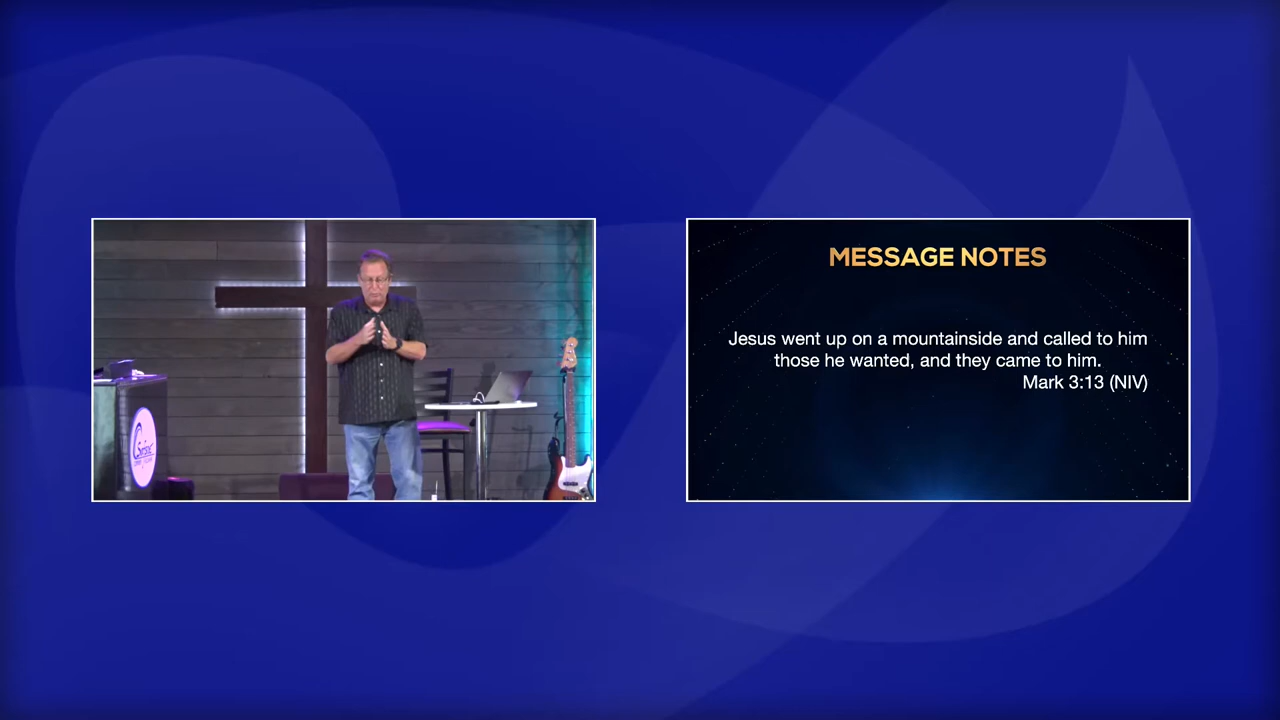 MESSAGE NOTES
Jesus went up on a mountainside and called to him
those he wanted, and they came to him.
Mark 3:13 (NIV)